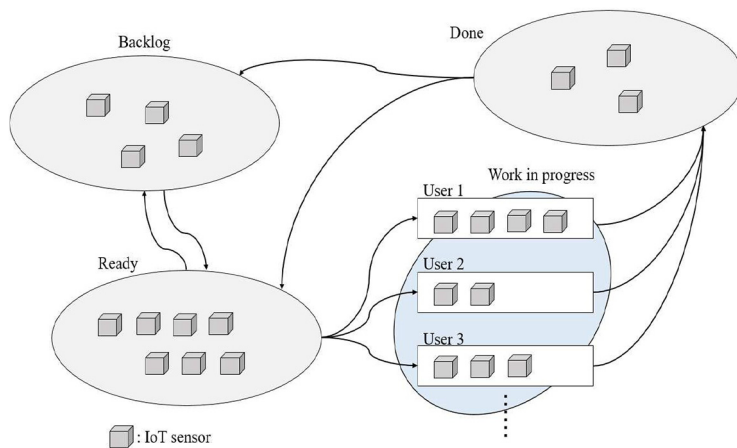 Backlog
Done
Work in progress
User 1
User 2
Ready
User 3
: IoT sensor